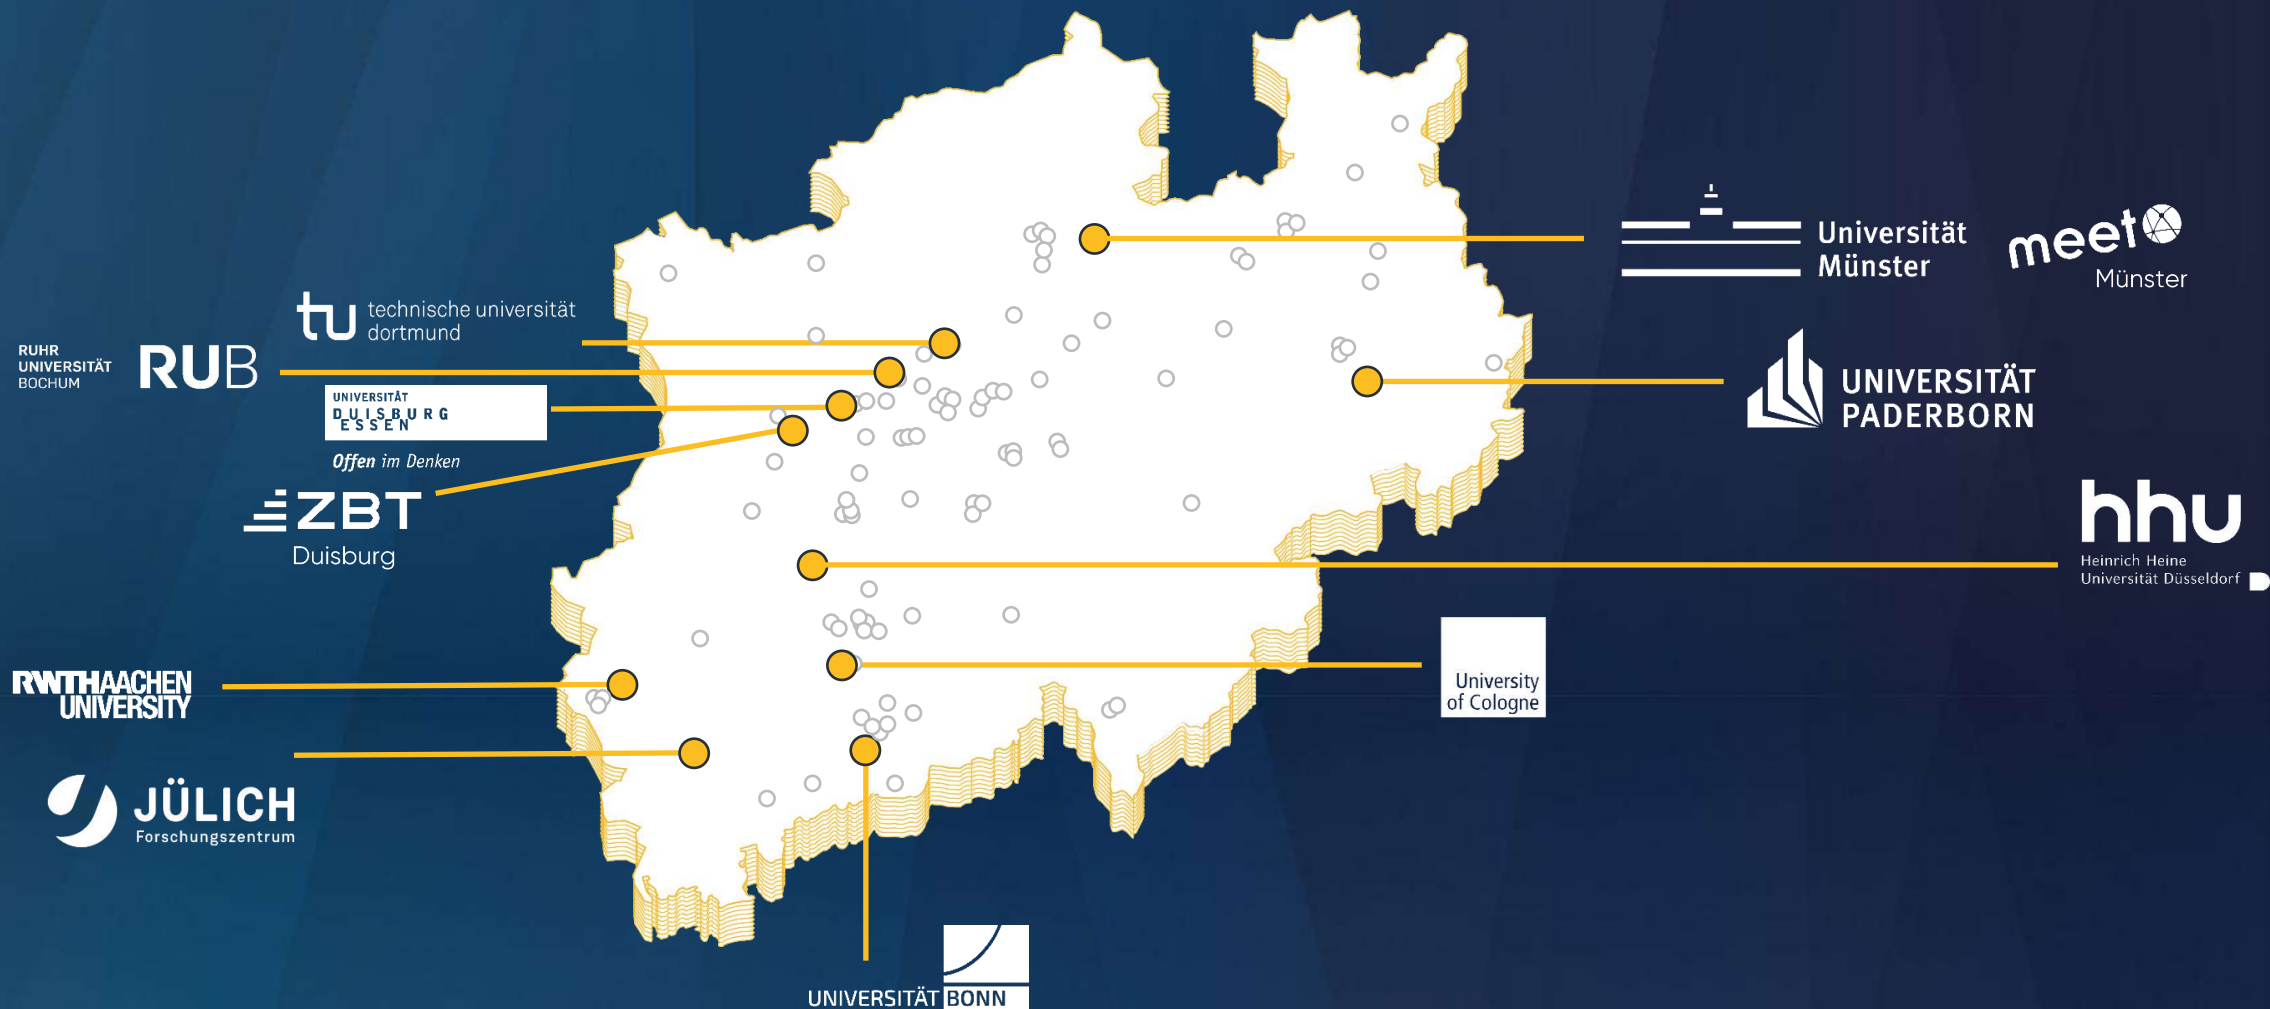 technische universität
tu dortmund
RUHR
UNIVERSITÄT
BOCHUM
RUB
UNIVERSITÄT
DUISBURG
ESSEN
Offen im Denken
ZBT
Duisburg
RWTHAACHEN
UNIVERSITY
JÜLICH
Forschungszentrum
UNIVERSITÄT BONN
Universität
Münster
meet
Münster
UNIVERSITÄT
PADERBORN
hhu
Heinrich Heine
Universität Düsseldorf
University
of Cologne